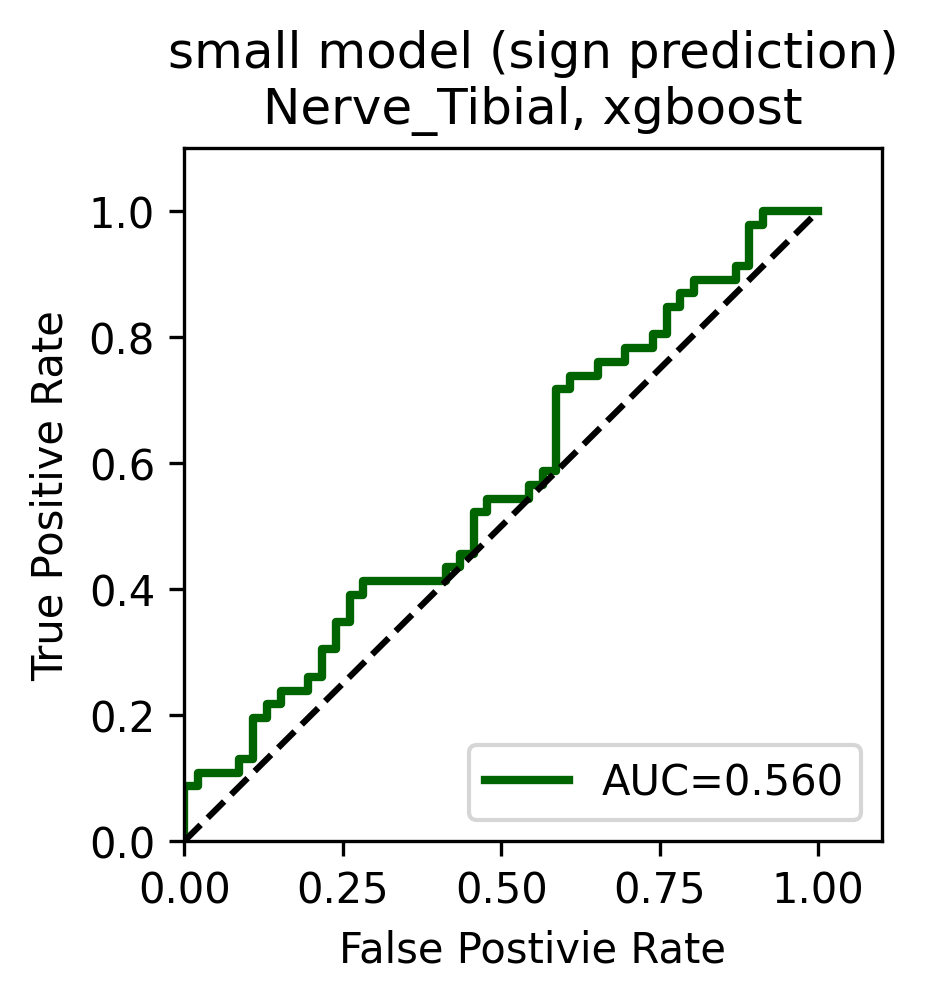 small model (sign prediction)
Nerve_Tibial, xgboost
1.0
0.8
0.6
0.4
0.2
0.0
True Positive Rate
AUC=0.560
0.00 0.25 0.50 0.75 1.00
False Postivie Rate